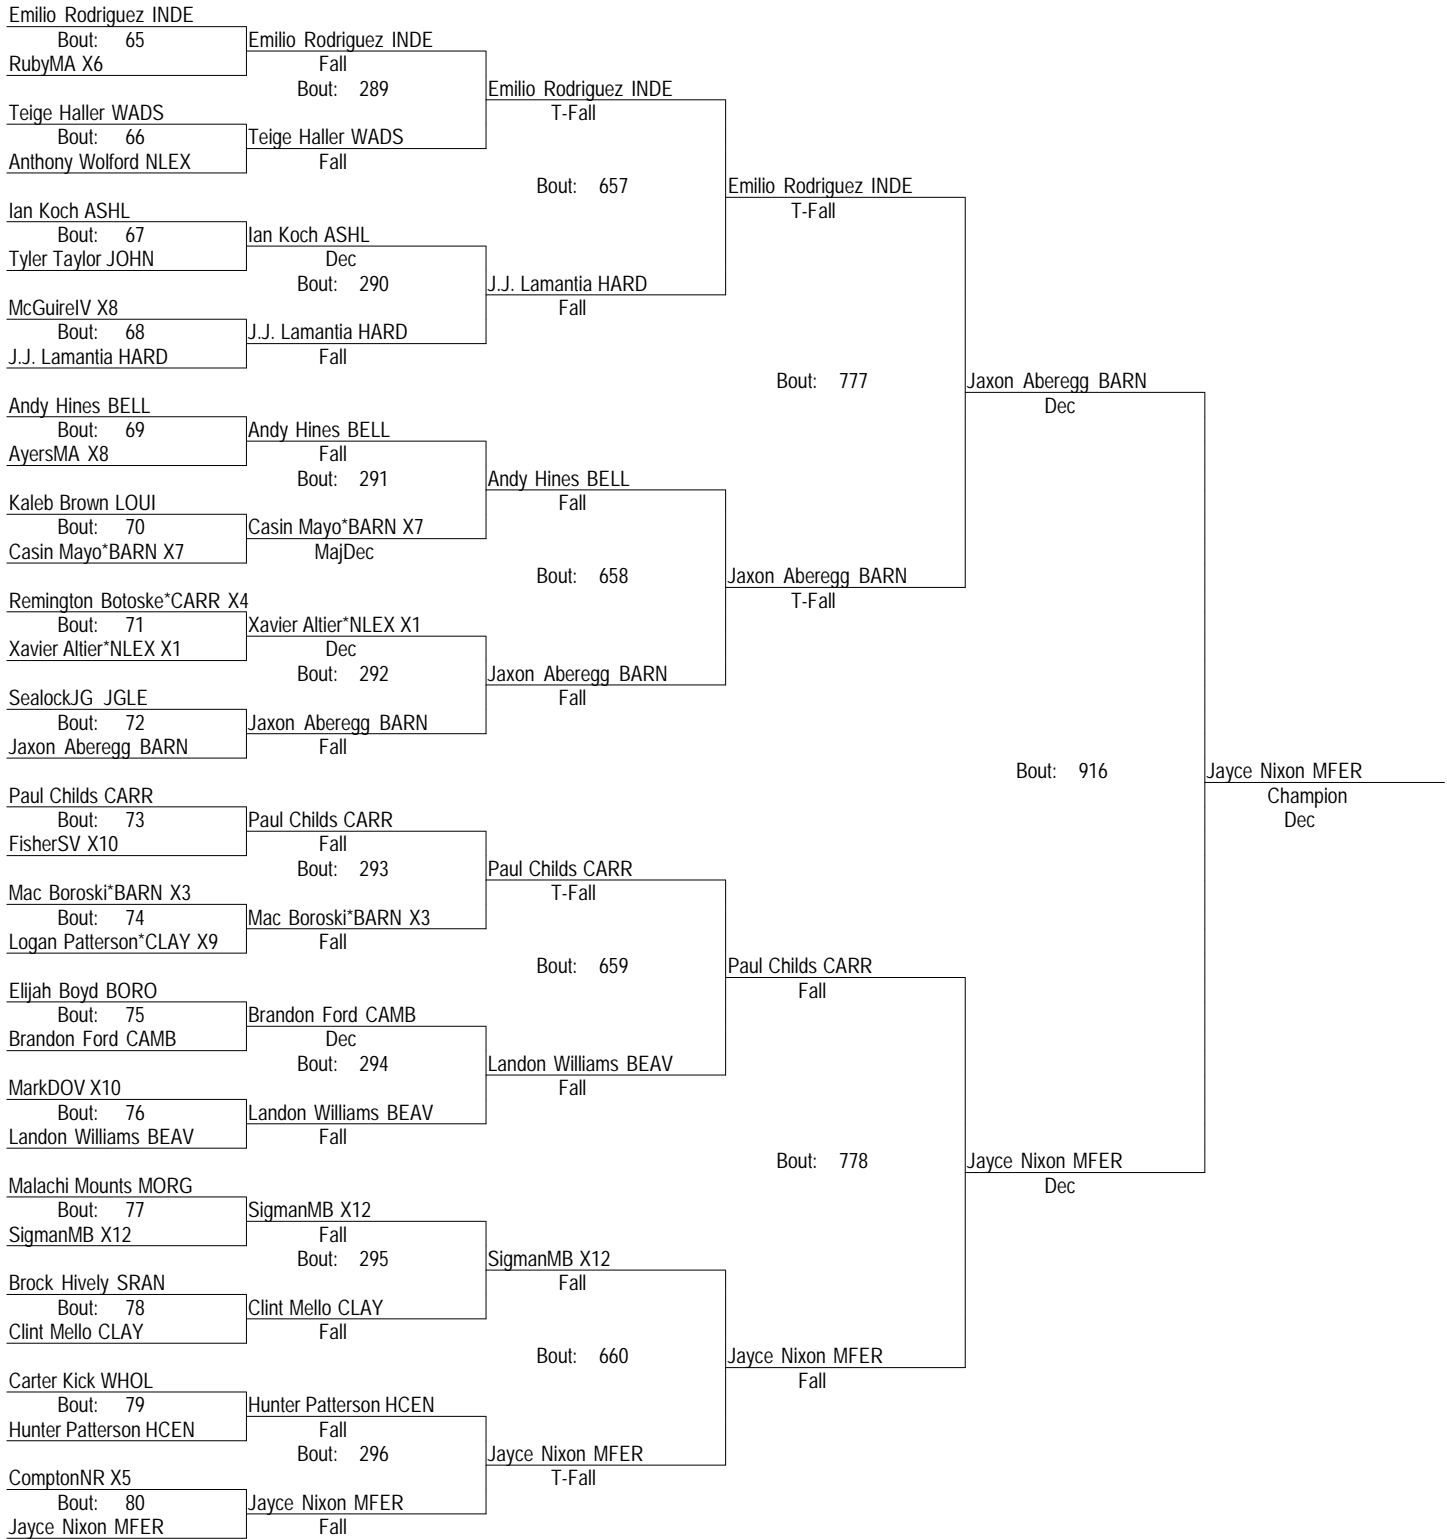 Emilio Rodriguez INDE
Bout: 65
RubyMA X6
Teige Haller WADS
Bout: 66
Anthony Wolford NLEX
Ian Koch ASHL
Bout: 67
Tyler Taylor JOHN
McGuireIV X8
Bout: 68
J.J. Lamantia HARD
Andy Hines BELL
Bout: 69
AyersMA X8
Kaleb Brown LOUI
Bout: 70
Casin Mayo*BARN X7
Remington Botoske*CARR X4
Bout: 71
Xavier Altier*NLEX X1
SealockJG JGLE
Bout: 72
Jaxon Aberegg BARN
Paul Childs CARR
Bout: 73
FisherSV X10
Mac Boroski*BARN X3
Bout: 74
Logan Patterson*CLAY X9
Elijah Boyd BORO
Bout: 75
Brandon Ford CAMB
MarkDOV X10
Bout: 76
Landon Williams BEAV
Malachi Mounts MORG
Bout: 77
SigmanMB X12
Brock Hively SRAN
Bout: 78
Clint Mello CLAY
Carter Kick WHOL
Bout: 79
Hunter Patterson HCEN
ComptonNR X5
Bout: 80
Jayce Nixon MFER
Emilio Rodriguez INDE
Fall
Bout: 289
Teige Haller WADS
Fall
Ian Koch ASHL
Dec
Bout: 290
J.J. Lamantia HARD
Fall
Andy Hines BELL
Fall
Bout: 291
Casin Mayo*BARN X7
MajDec
Xavier Altier*NLEX X1
Dec
Bout: 292
Jaxon Aberegg BARN
Fall
Paul Childs CARR
Fall
Bout: 293
Mac Boroski*BARN X3
Fall
Brandon Ford CAMB
Dec
Bout: 294
Landon Williams BEAV
Fall
SigmanMB X12
Fall
Bout: 295
Clint Mello CLAY
Fall
Hunter Patterson HCEN
Fall
Bout: 296
Jayce Nixon MFER
Fall
Emilio Rodriguez INDE
T-Fall
Bout: 657
J.J. Lamantia HARD
Fall
Andy Hines BELL
Fall
Bout: 658
Jaxon Aberegg BARN
Fall
Paul Childs CARR
T-Fall
Bout: 659
Landon Williams BEAV
Fall
SigmanMB X12
Fall
Bout: 660
Jayce Nixon MFER
T-Fall
Emilio Rodriguez INDE
T-Fall
Bout: 777
Jaxon Aberegg BARN
T-Fall
Paul Childs CARR
Fall
Bout: 778
Jayce Nixon MFER
Fall
Jaxon Aberegg BARN
Dec
Bout: 916
Jayce Nixon MFER
Dec
Jayce Nixon MFER
Champion
Dec